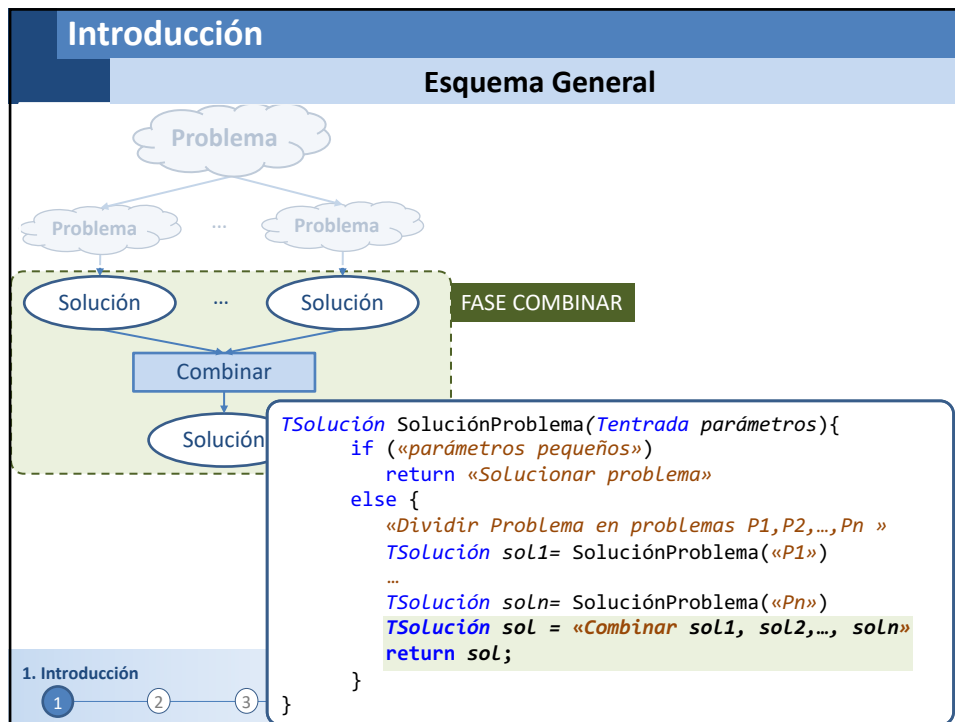 Introducción
Esquema General
Problema
Problema ... Problema
Solución ... Solución
FASE COMBINAR
Combinar
Solución
TSolución SoluciónProblema(Tentrada parámetros){
if («parámetros pequeños»)
return «Solucionar problema»
else {
«Dividir Problema en problemas P1,P2,…,Pn »
TSolución sol1= SoluciónProblema(«P1»)
…
TSolución soln= SoluciónProblema(«Pn»)
TSolución sol = «Combinar sol1, sol2,…, soln»
return sol;
}
}
1. Introducción
1 2 3